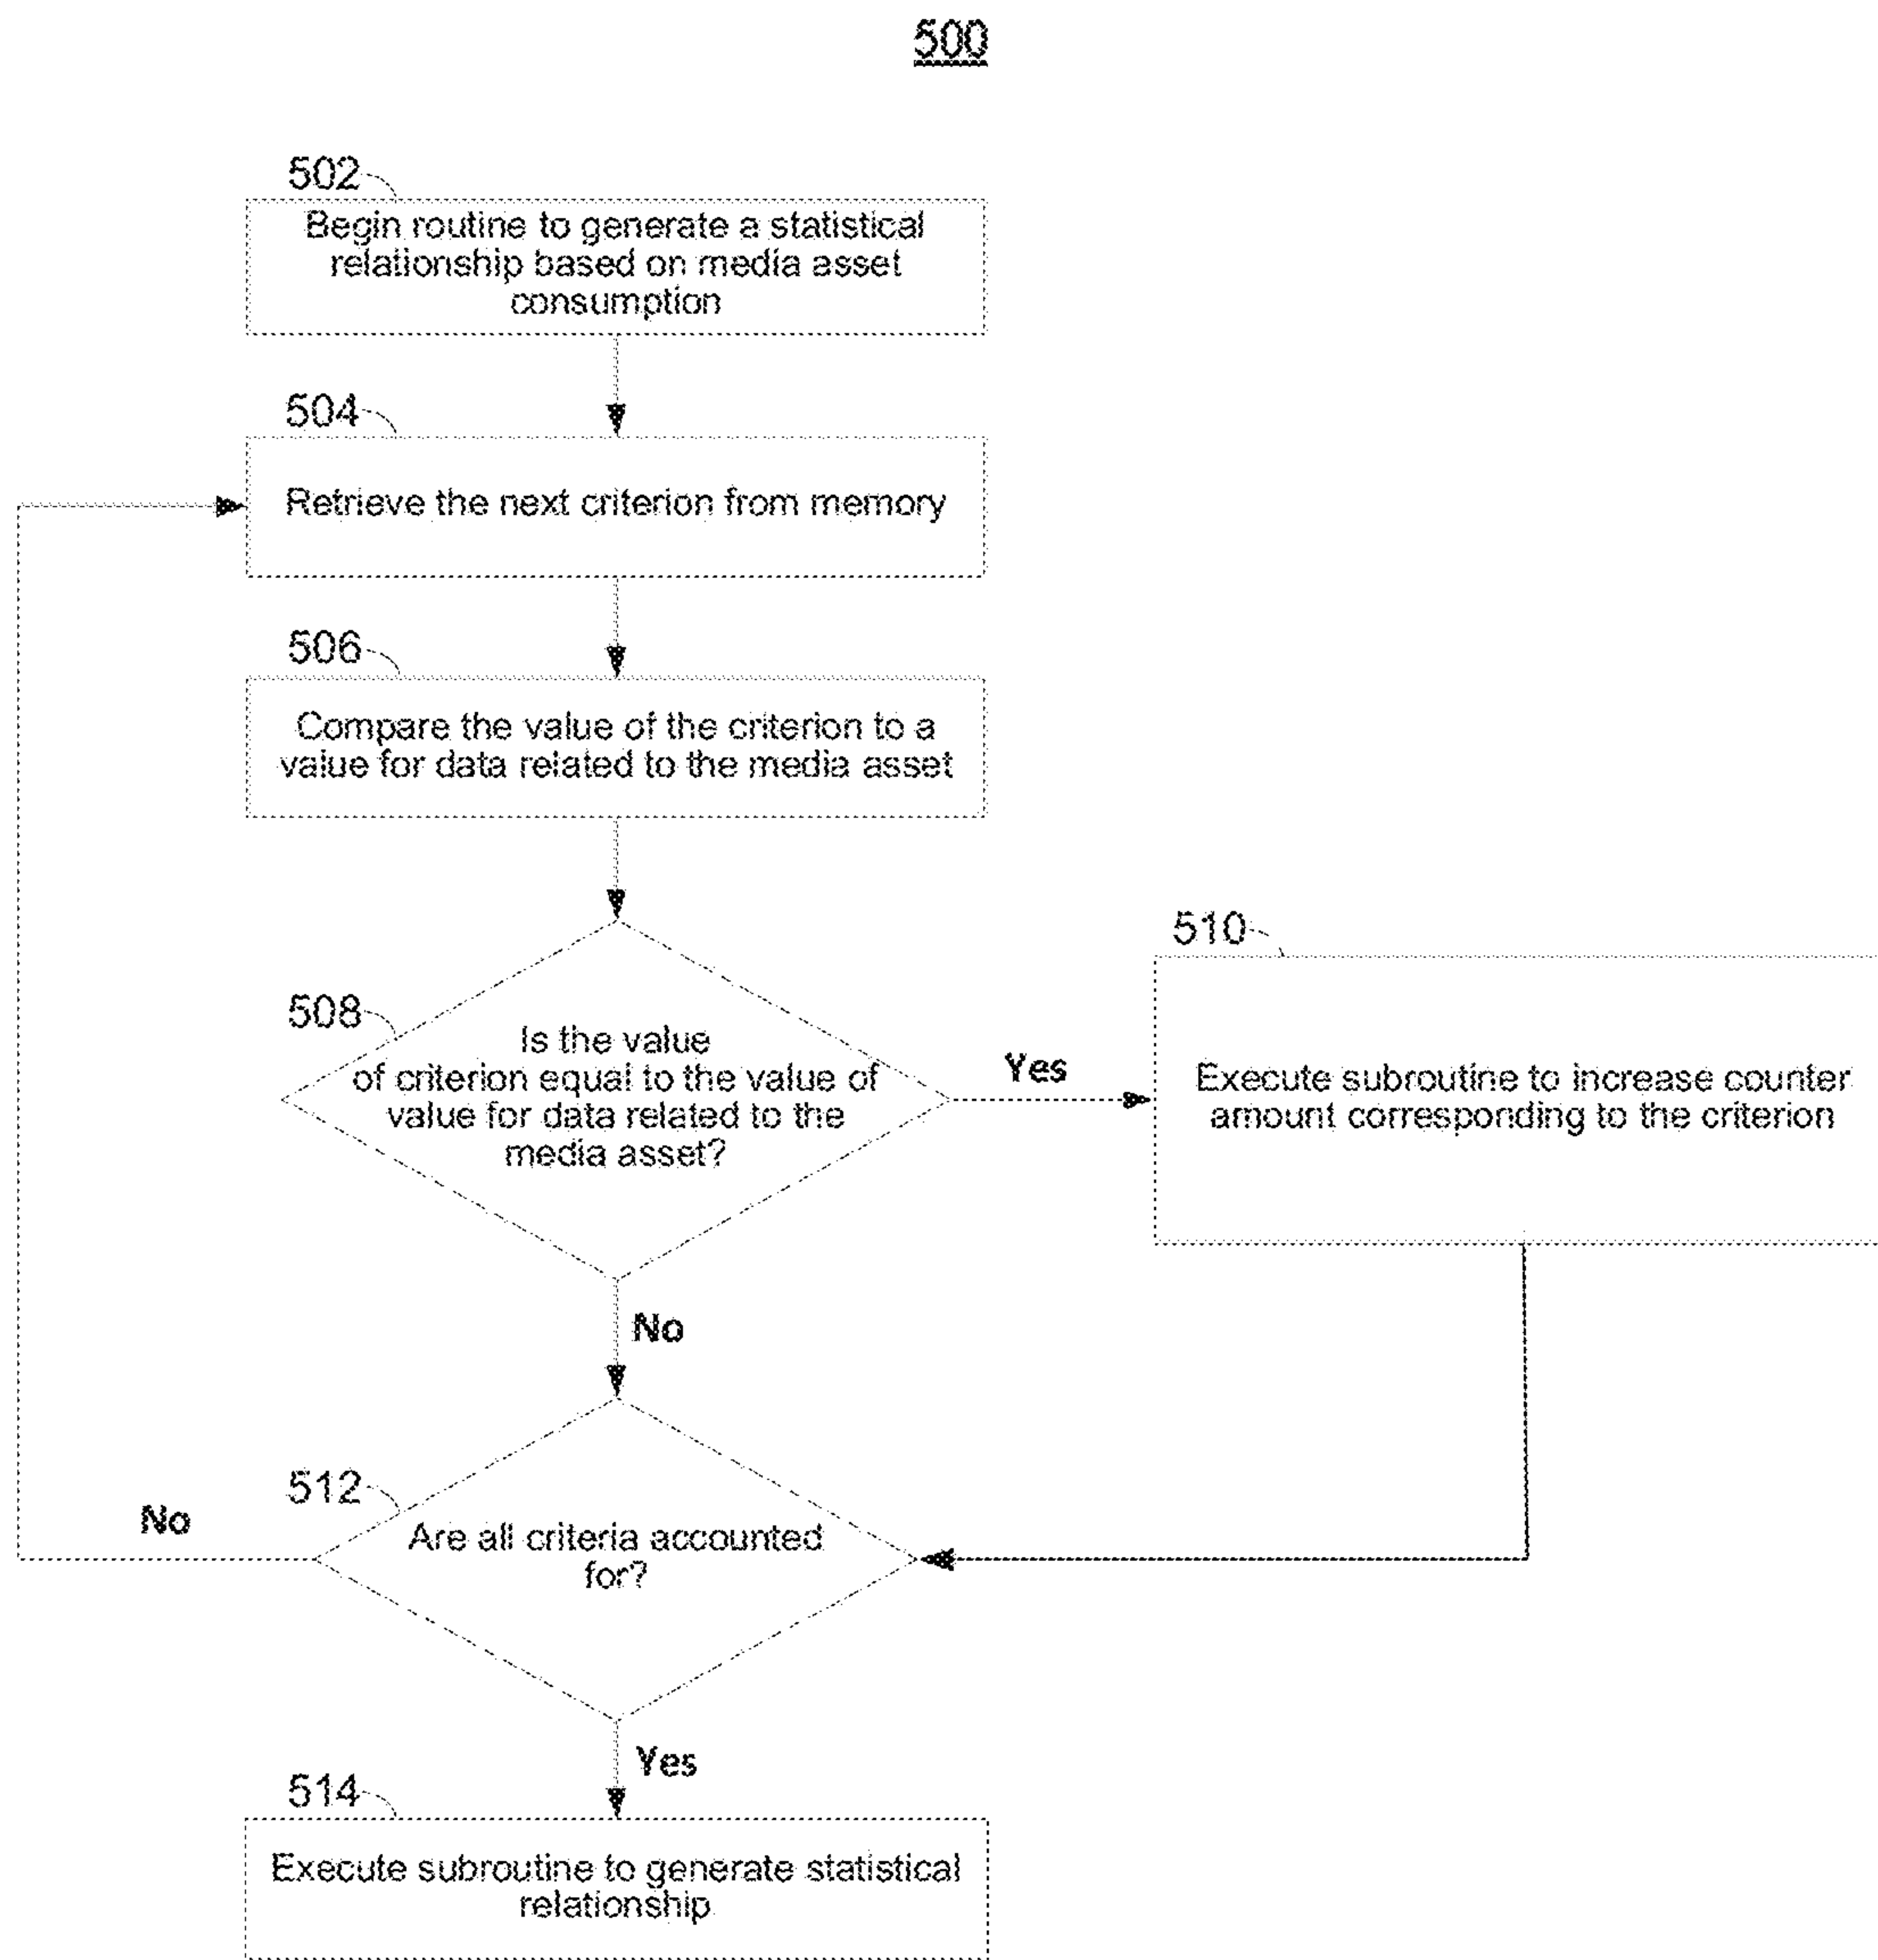 500
502
Begin routine to generate a statistical
relationship based on media asset
consumption
504
Retrieve the next criterion from memory
506
Compare the value of the criterion to a
value for data related to the media asset
508
Is the value
of criterion equal to the value of
value for data related to the
media asset?
Yes
510
Execute subroutine to increase counter
amount corresponding to the criterion
No
512
Are all criteria accounted
for?
No
Yes
514
Execute subroutine to generate statistical
relationship